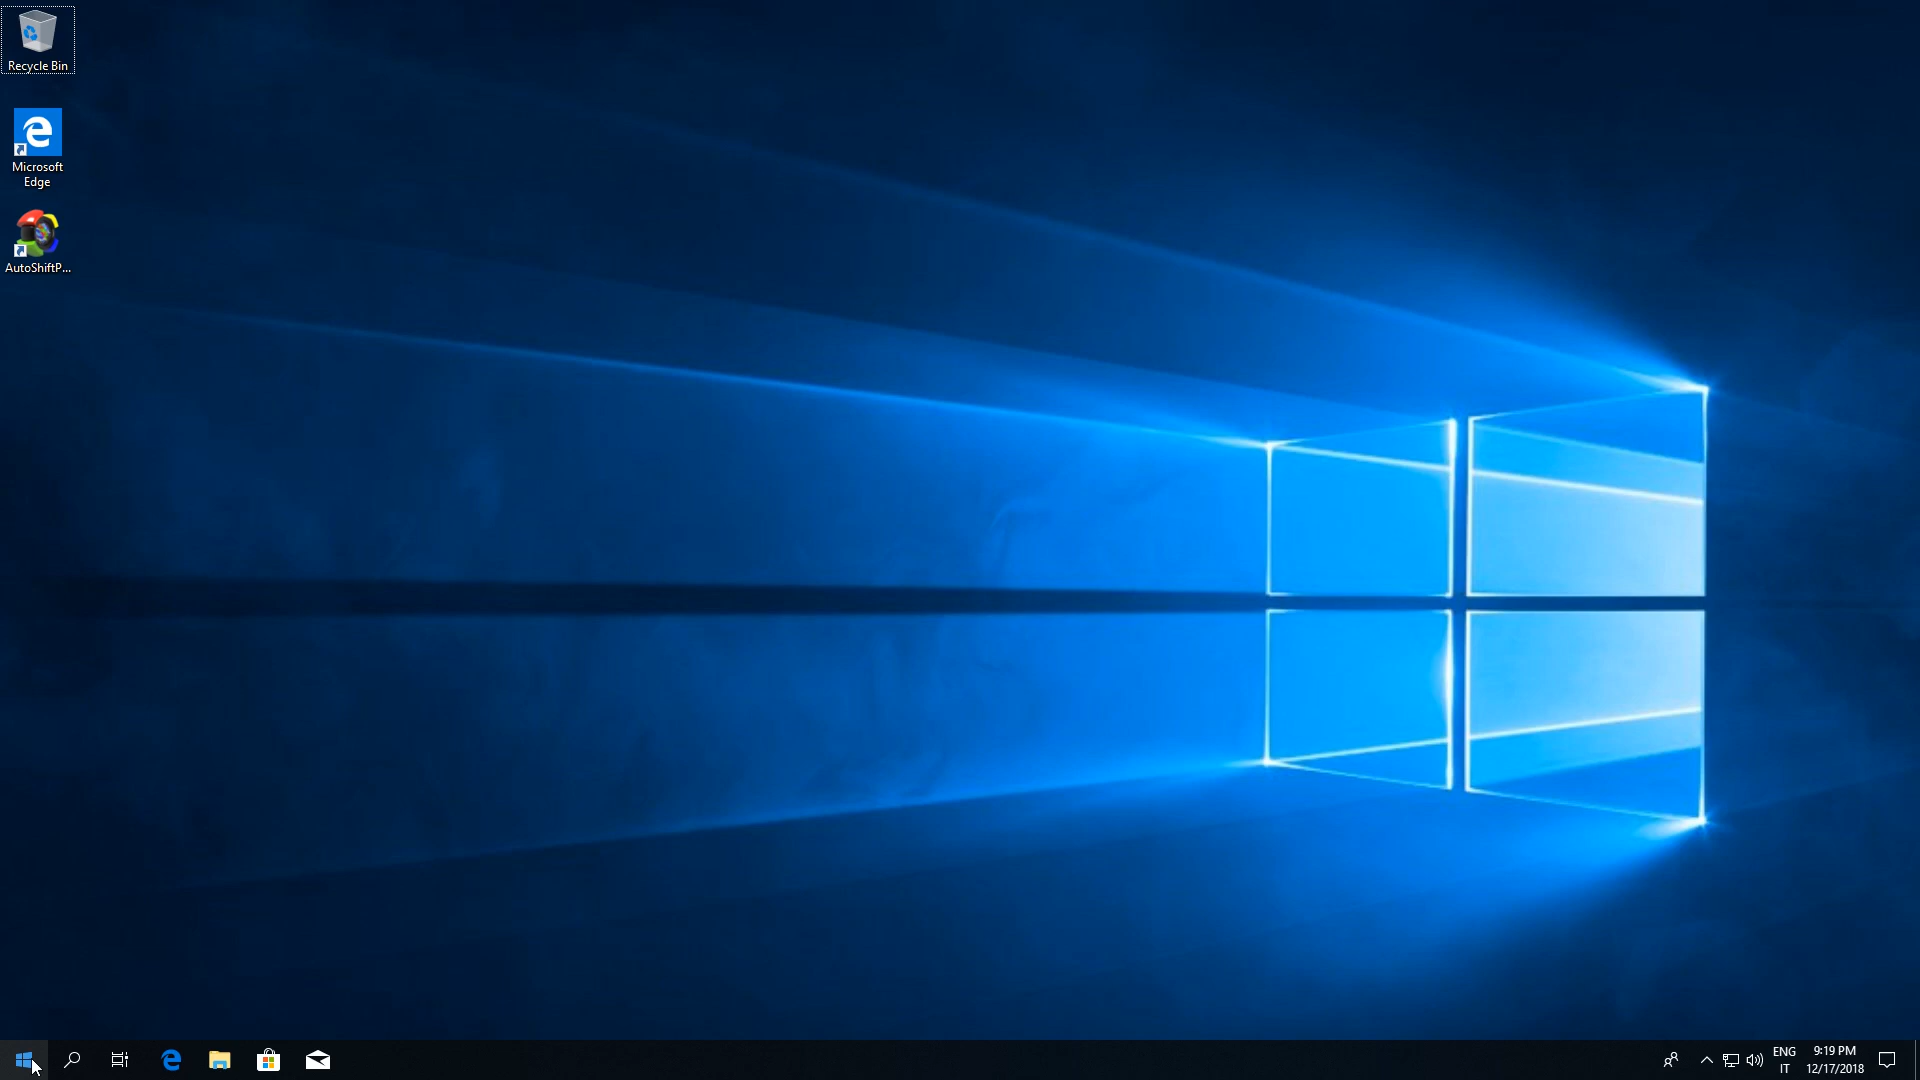 Recycle Bin
Microsoft
Edge
AutoShiftP...
ENG
IT
9:19 PM
12/17/2018